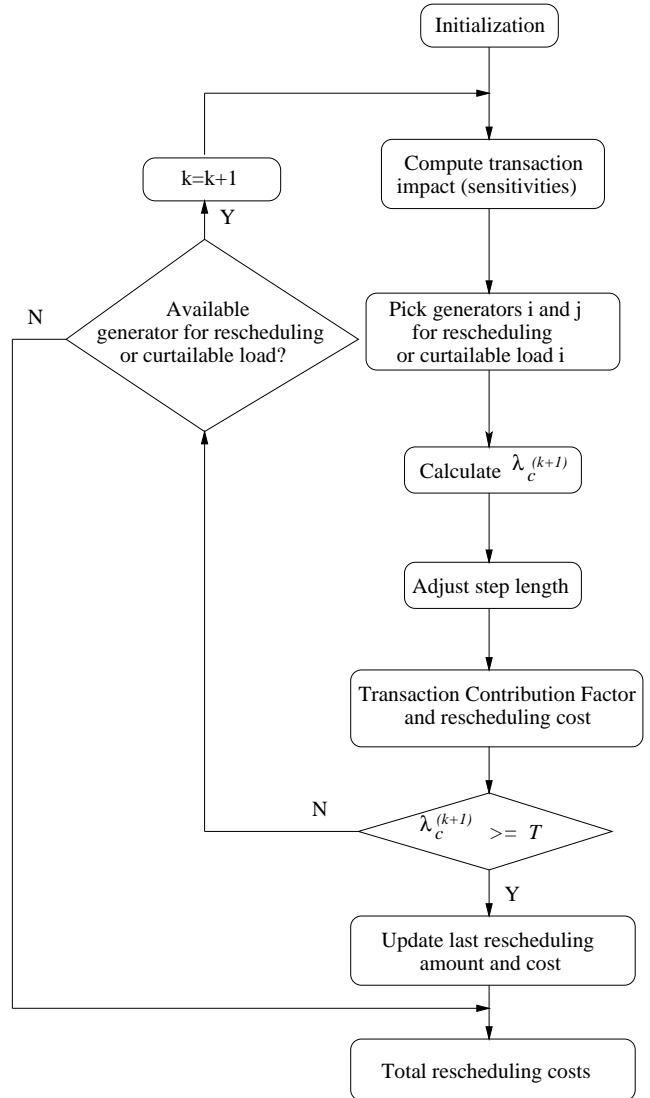 Initialization
Compute transaction
impact (sensitivities)
k=k+1
Y
Available
generator for rescheduling
or curtailable load?
N
Pick generators i and j
for rescheduling
or curtailable load i
Calculate λc(k+1)
Adjust step length
Transaction Contribution Factor
and rescheduling cost
N
λc(k+1) >= T
Y
Update last rescheduling
amount and cost
Total rescheduling costs